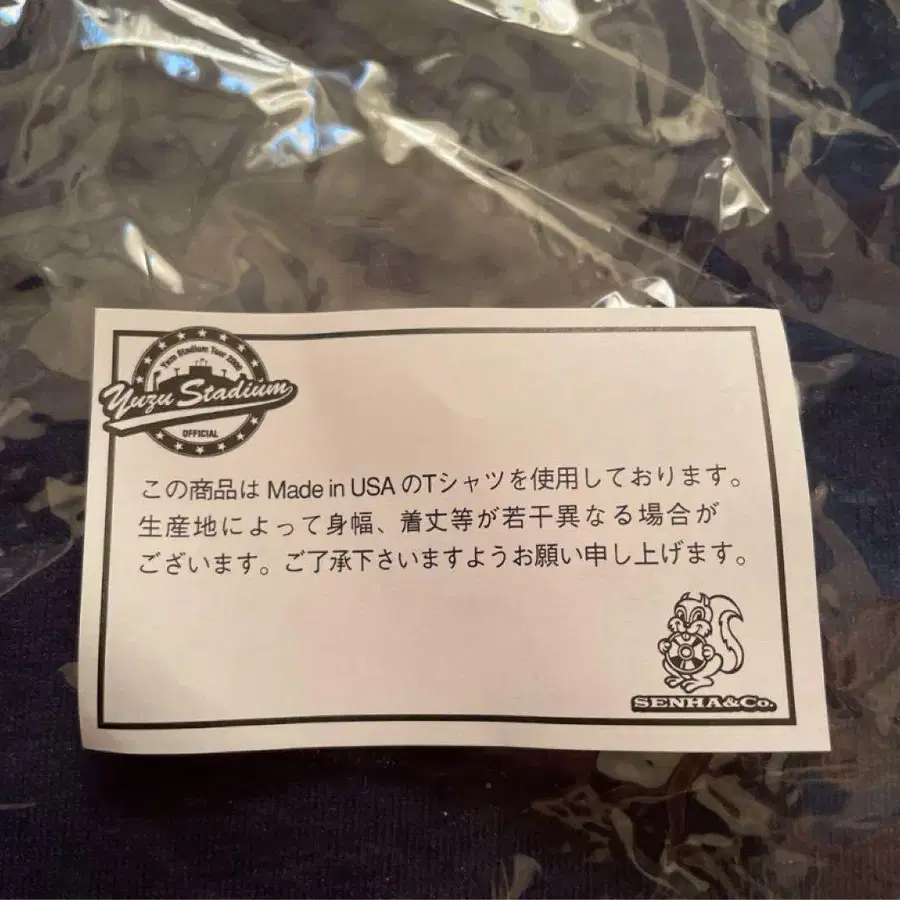 Yuzu Stadium Tour
Yuzu Stadium
OFFICIAL
この商品は Made in USA のTシャツを使用しております。
生産地によって身幅、着丈等が若干異なる場合が
ございます。ご了承下さいますようお願い申し上げます。
SENHA&Co.